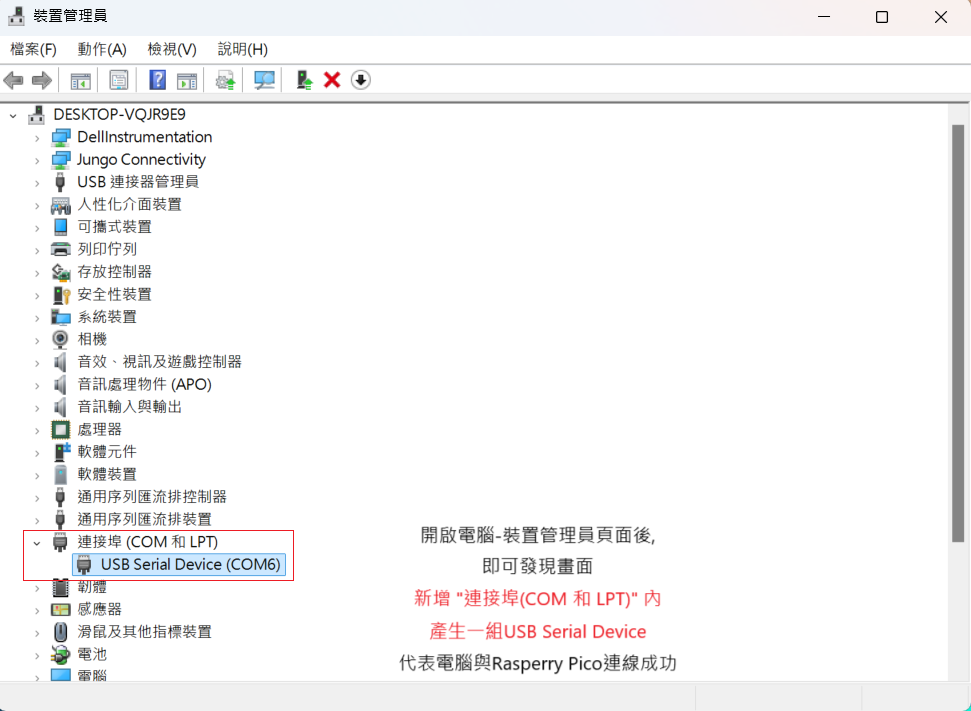 裝置管理員
檔案(F) 動作(A) 檢視(V) 說明(H)
DESKTOP-VQJR9E9
DellInstrumentation
Jungo Connectivity
USB 連接器管理員
人性化介面裝置
可攜式裝置
列印佇列
存放控制器
安全性裝置
系統裝置
相機
音效、視訊及遊戲控制器
音訊處理物件 (APO)
音訊輸入與輸出
處理器
軟體元件
軟體裝置
通用序列匯流排控制器
通用序列匯流排裝置
連接埠 (COM 和 LPT)
USB Serial Device (COM6)
韌體
感應器
滑鼠及其他指標裝置
電池
電腦
開啟電腦-裝置管理員頁面後,
即可發現畫面
新增 "連接埠(COM 和 LPT)" 內
產生一組USB Serial Device
代表電腦與Rasperry Pico連線成功